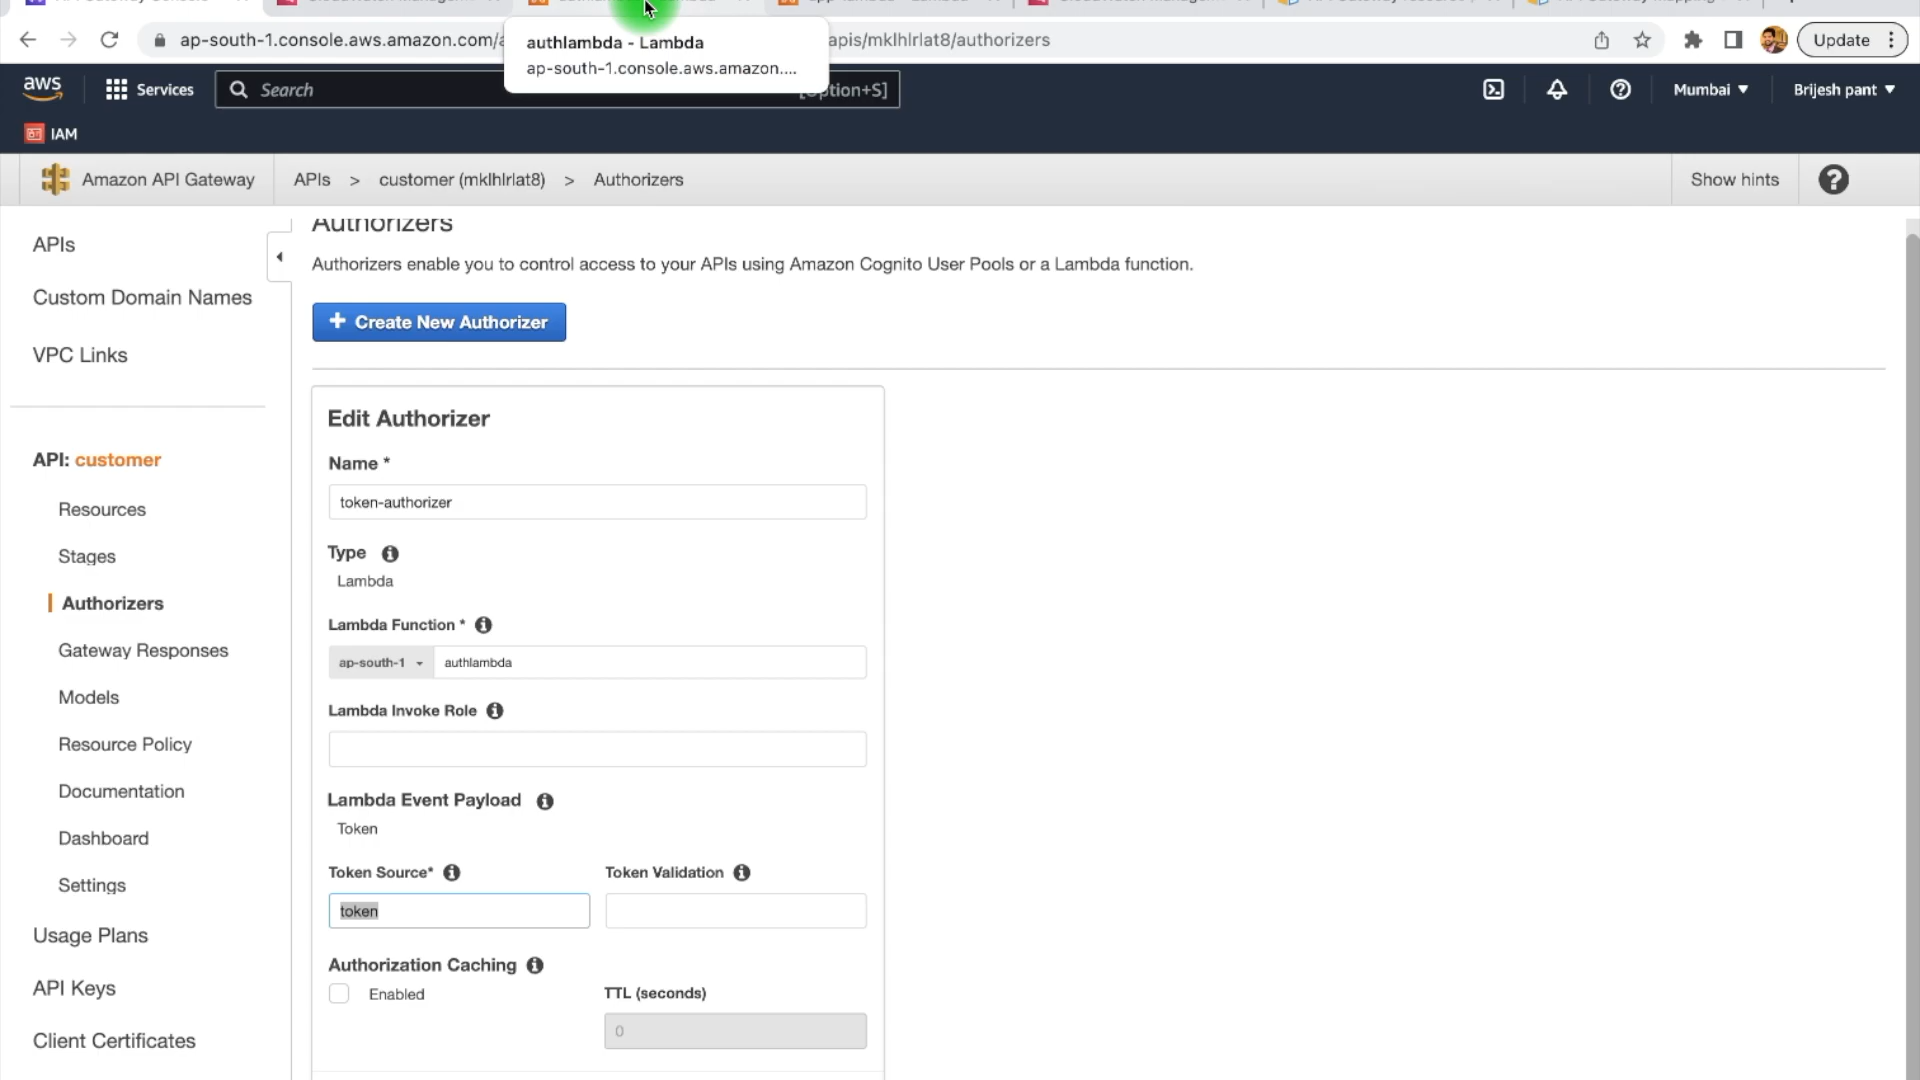 ap-south-1.console.aws.amazon.com/a
apis/mklhlrlat8/authorizers
Update
authlambda - Lambda
ap-south-1.console.aws.amazon....
aws
Services
Search
[Option+S]
Mumbai
Brijesh pant
IAM
Amazon API Gateway
APIs > customer (mklhlrlat8) > Authorizers
Show hints
APIs
Custom Domain Names
VPC Links
API: customer
Resources
Stages
Authorizers
Gateway Responses
Models
Resource Policy
Documentation
Dashboard
Settings
Usage Plans
API Keys
Client Certificates
Authorizers
Authorizers enable you to control access to your APIs using Amazon Cognito User Pools or a Lambda function.
+ Create New Authorizer
Edit Authorizer
Name *
token-authorizer
Type
Lambda
Lambda Function *
ap-south-1
authlambda
Lambda Invoke Role
Lambda Event Payload
Token
Token Source*
Token Validation
token
Authorization Caching
Enabled
TTL (seconds)
0